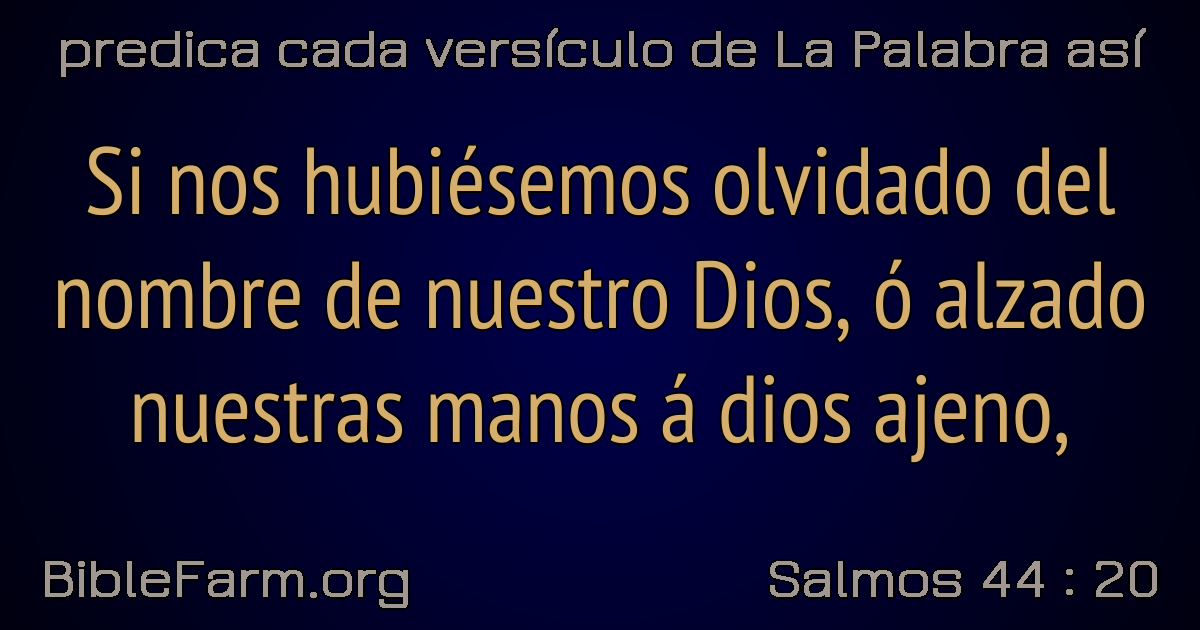 predica cada versículo de La Palabra así
Si nos hubiésemos olvidado del
nombre de nuestro Dios, ó alzado
nuestras manos á dios ajeno,
BibleFarm.org
Salmos 44 : 20